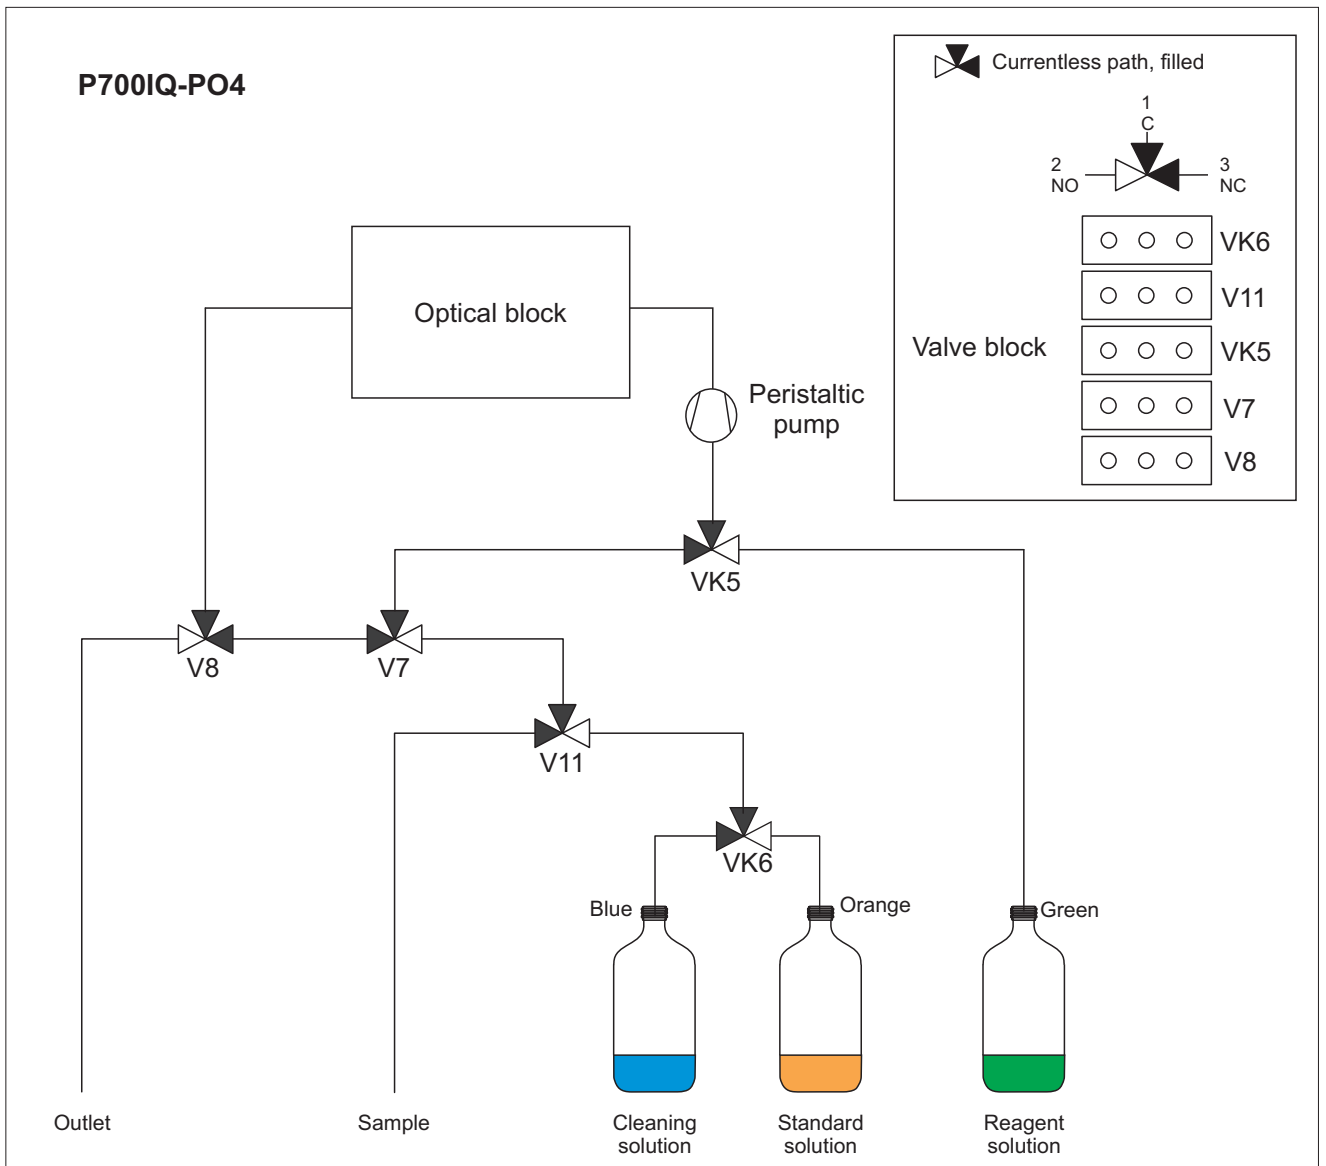 P700IQ-PO4
Currentless path, filled
1
C
2
NO
3
NC
VK6
V11
Valve block
VK5
V7
V8
Optical block
Peristaltic
pump
VK5
V8
V7
V11
VK6
Blue
Orange
Green
Outlet
Sample
Cleaning
solution
Standard
solution
Reagent
solution